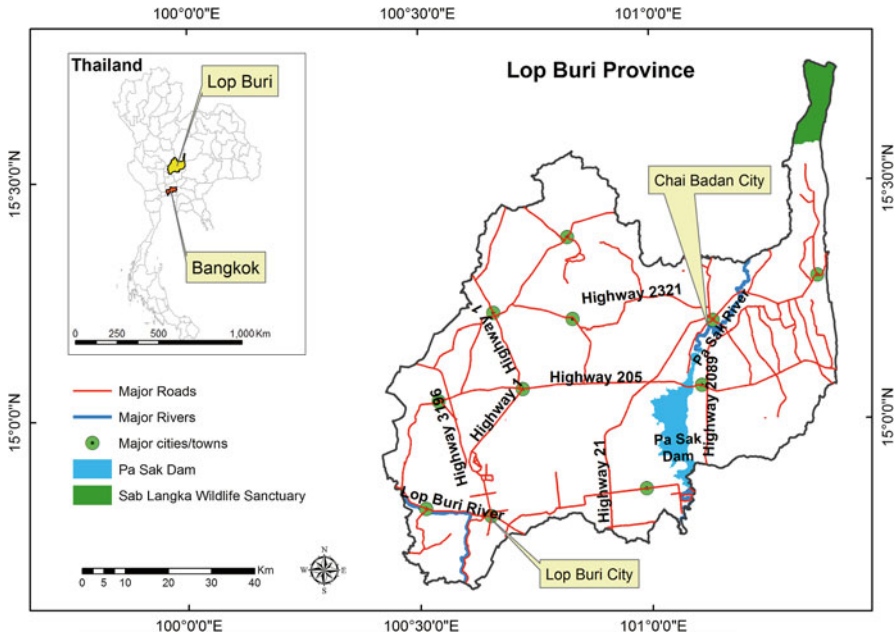 100°0'0"E
100°30'0"E
101°0'0"E
Thailand
Lop Buri
Bangkok
0
250
500
1,000 Km
Lop Buri Province
15°30'0"N
15°30'0"N
Chai Badan City
Highway 2321
Highway 1
Pa Sak River
Highway 205
Highway 2089
Highway 1
Highway 3196
15°0'0"N
15°0'0"N
Pa Sak
Dam
Highway 21
Lop Buri River
Lop Buri City
Major Roads
Major Rivers
Major cities/towns
Pa Sak Dam
Sab Langka Wildlife Sanctuary
0
5
10
20
30
40
Km
N
W
E
S
100°0'0"E
100°30'0"E
101°0'0"E